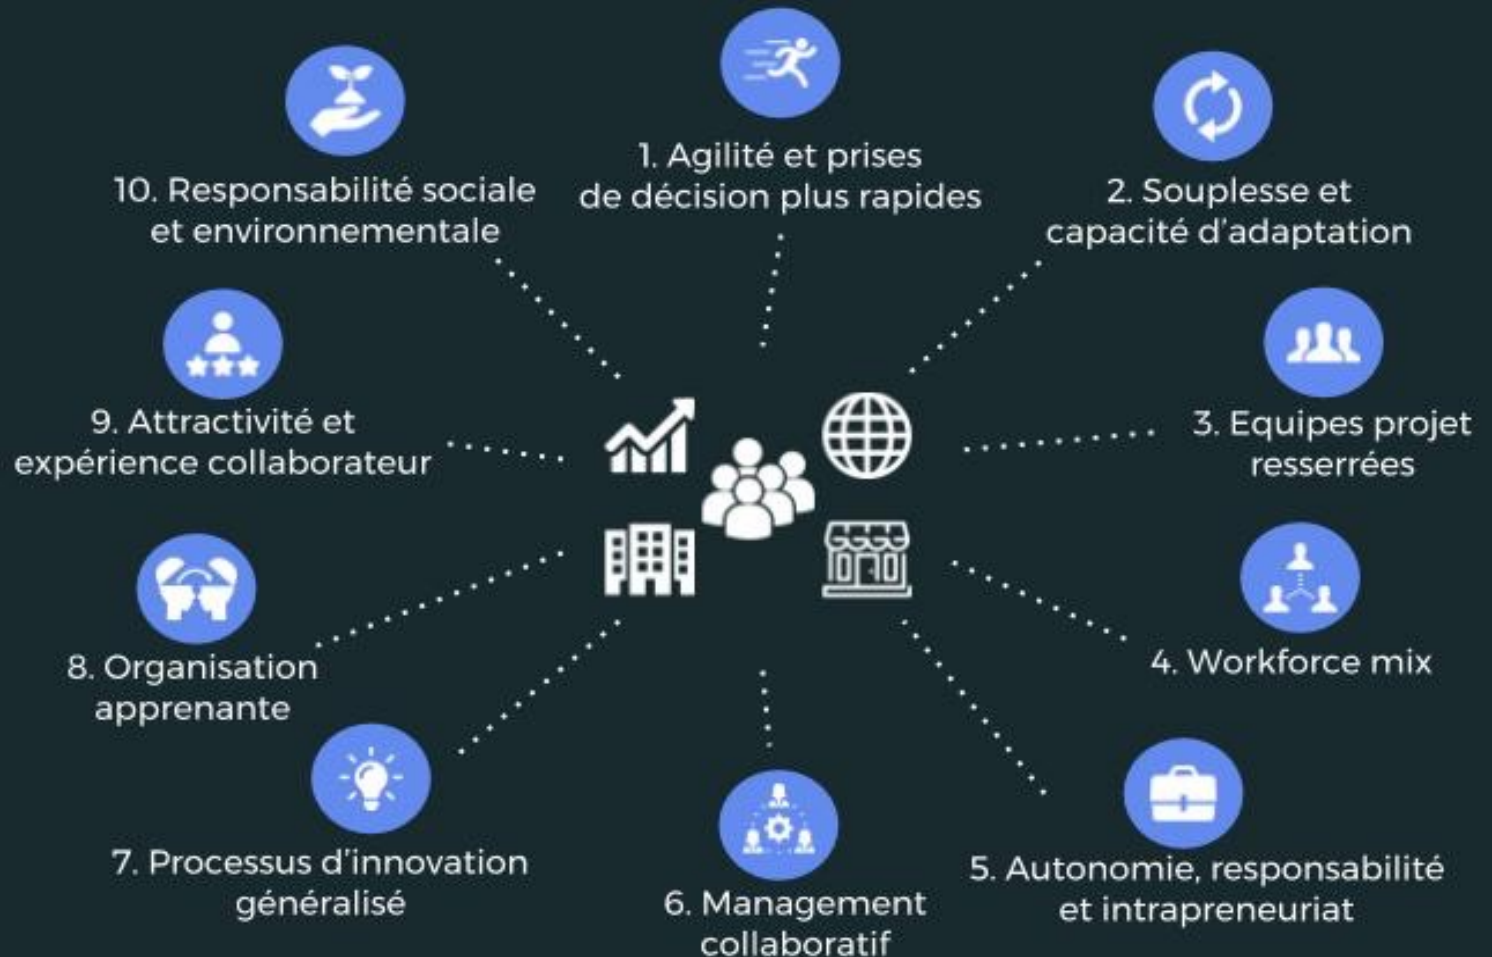 1. Agilité et prises
de décision plus rapides
2. Souplesse et
capacité d'adaptation
3. Equipes projet
resserrées
4. Workforce mix
5. Autonomie, responsabilité
et intrapreneuriat
6. Management
collaboratif
7. Processus d'innovation
généralisé
8. Organisation
apprenante
9. Attractivité et
expérience collaborateur
10. Responsabilité sociale
et environnementale